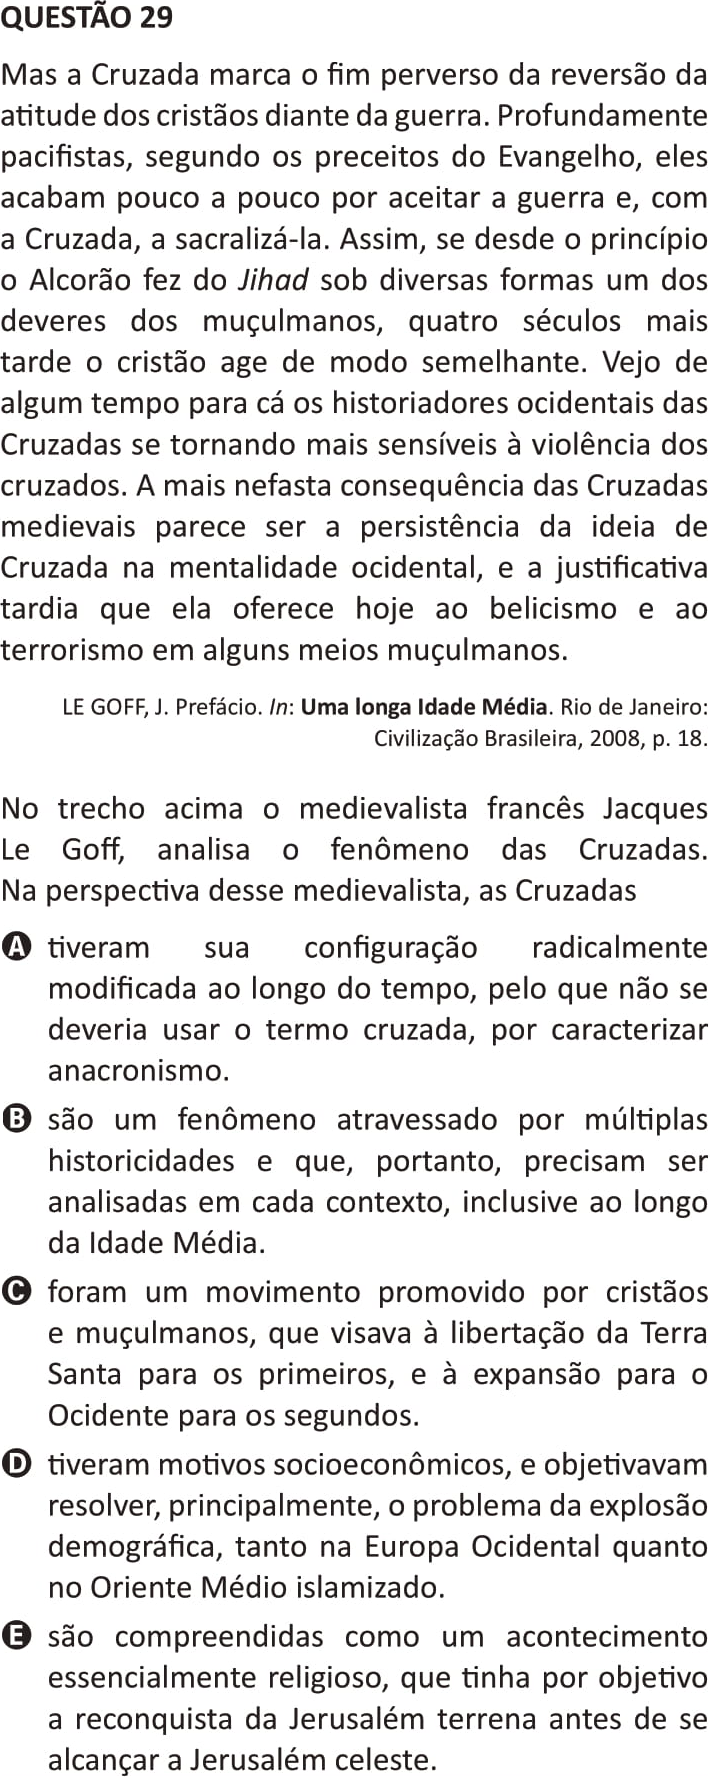 QUESTÃO 29
Mas a Cruzada marca o fim perverso da reversão da
atitude dos cristãos diante da guerra. Profundamente
pacifistas, segundo os preceitos do Evangelho, eles
acabam pouco a pouco por aceitar a guerra e, com
a Cruzada, a sacralizá-la. Assim, se desde o princípio
o Alcorão fez do Jihad sob diversas formas um dos
deveres dos muçulmanos, quatro séculos mais
tarde o cristão age de modo semelhante. Vejo de
algum tempo para cá os historiadores ocidentais das
Cruzadas se tornando mais sensíveis à violência dos
cruzados. A mais nefasta consequência das Cruzadas
medievais parece ser a persistência da ideia de
Cruzada na mentalidade ocidental, e a justificativa
tardia que ela oferece hoje ao belicismo e ao
terrorismo em alguns meios muçulmanos.
LE GOFF, J. Prefácio. In: Uma longa Idade Média. Rio de Janeiro:
Civilização Brasileira, 2008, p. 18.
No trecho acima o medievalista francês Jacques
Le Goff, analisa o fenômeno das Cruzadas.
Na perspectiva desse medievalista, as Cruzadas
A tiveram sua configuração radicalmente
modificada ao longo do tempo, pelo que não se
deveria usar o termo cruzada, por caracterizar
anacronismo.
B são um fenômeno atravessado por múltiplas
historicidades e que, portanto, precisam ser
analisadas em cada contexto, inclusive ao longo
da Idade Média.
C foram um movimento promovido por cristãos
e muçulmanos, que visava à libertação da Terra
Santa para os primeiros, e à expansão para o
Ocidente para os segundos.
D tiveram motivos socioeconômicos, e objetivavam
resolver, principalmente, o problema da explosão
demográfica, tanto na Europa Ocidental quanto
no Oriente Médio islamizado.
E são compreendidas como um acontecimento
essencialmente religioso, que tinha por objetivo
a reconquista da Jerusalém terrena antes de se
alcançar a Jerusalém celeste.